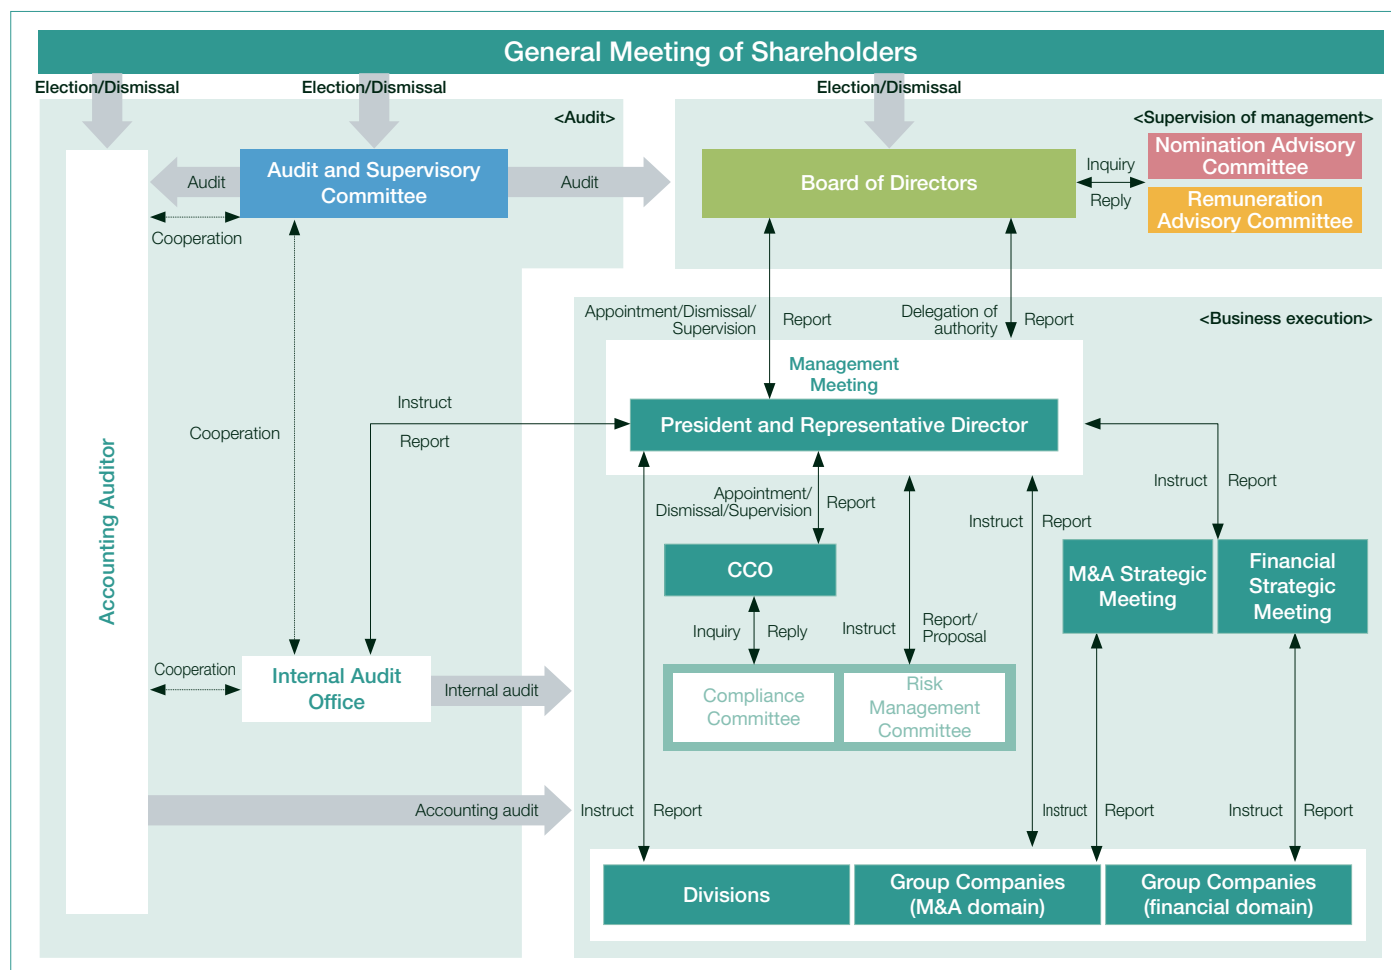 General Meeting of Shareholders
Election/Dismissal
Election/Dismissal
Election/Dismissal
<Audit>
<Supervision of management>
Audit
Audit and Supervisory
Committee
Audit
Cooperation
Board of Directors
Inquiry
Reply
Nomination Advisory
Committee
Remuneration
Advisory Committee
Appointment/Dismissal/
Supervision
Report
Delegation of
authority
Report
<Business execution>
Management
Meeting
President and Representative Director
Instruct
Report
Cooperation
Accounting Auditor
Appointment/
Dismissal/Supervision
Report
Instruct
Report
Instruct
Report
CCO
M&A Strategic
Meeting
Financial
Strategic
Meeting
Inquiry
Reply
Instruct
Report/
Proposal
Cooperation
Internal Audit
Office
Internal audit
Compliance
Committee
Risk
Management
Committee
Accounting audit
Instruct
Report
Instruct
Report
Instruct
Report
Divisions
Group Companies
(M&A domain)
Group Companies
(financial domain)